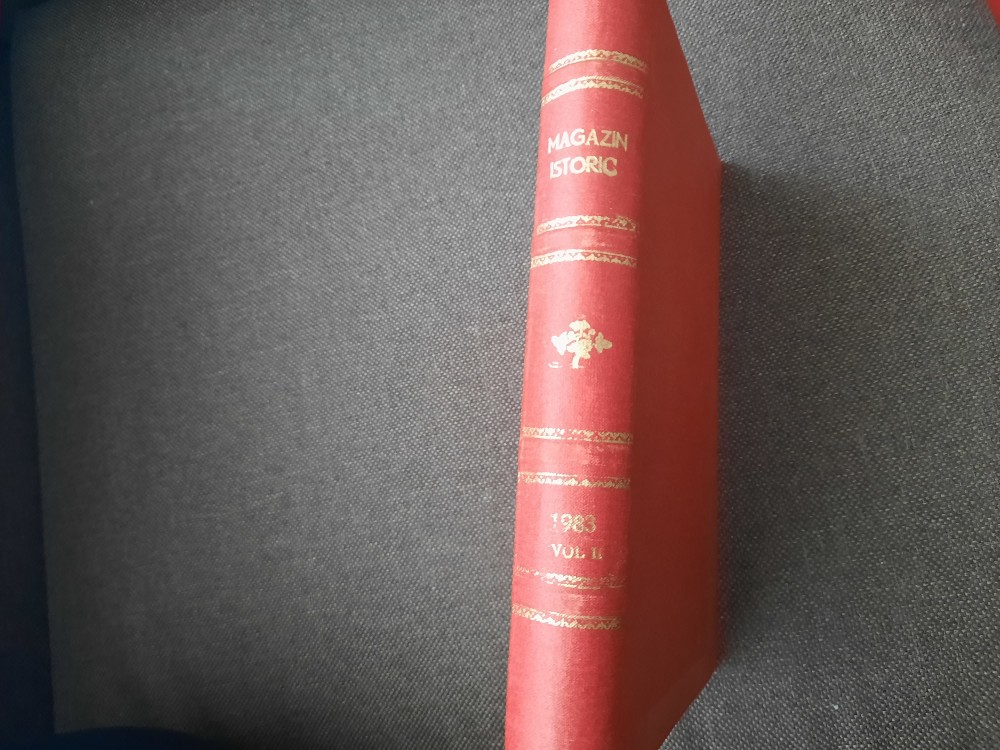 MAGAZIN
ISTORIC
1983
VOL II